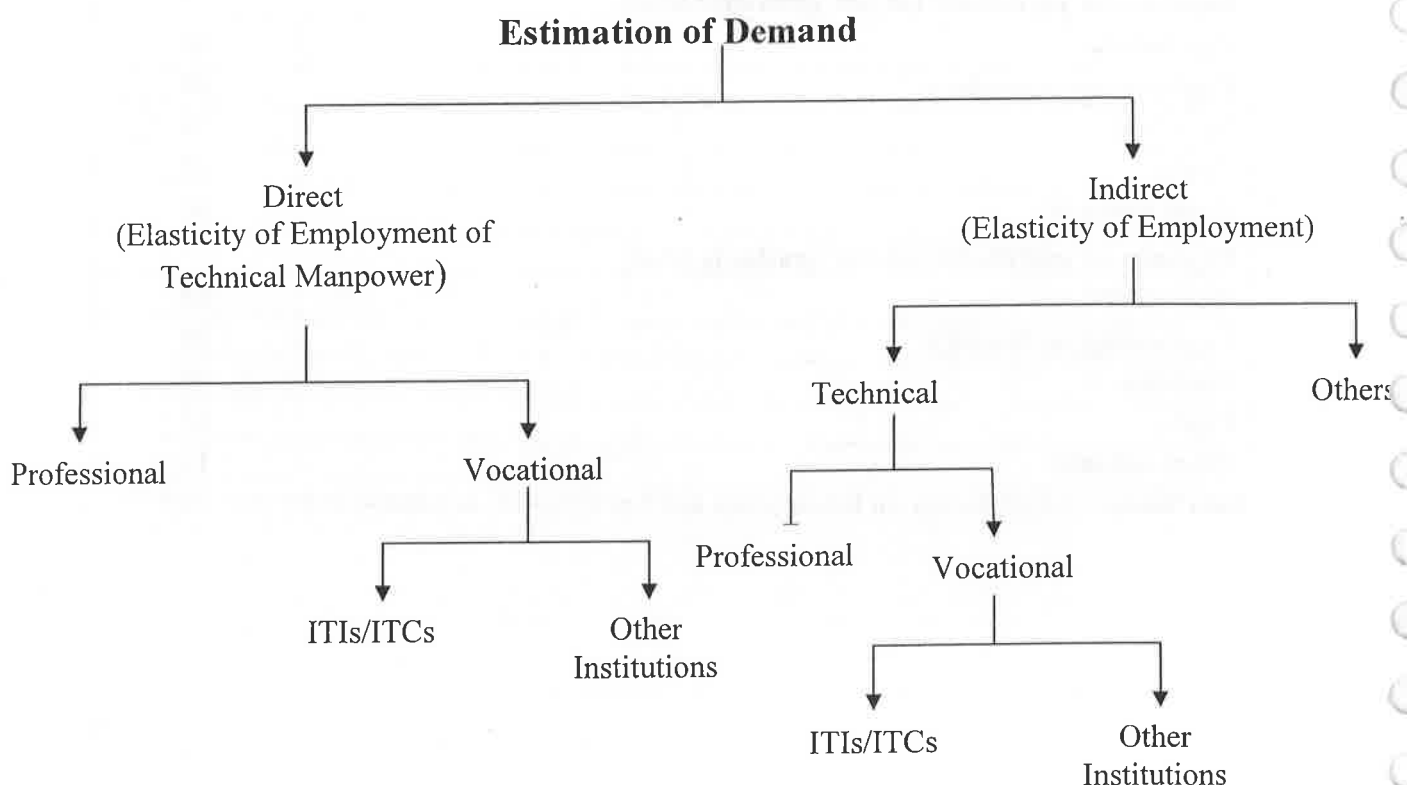 Estimation of Demand
Direct
(Elasticity of Employment of
Technical Manpower)
Indirect
(Elasticity of Employment)
Technical
Others
Professional
Vocational
Professional
Vocational
ITIs/ITCs
Other
Institutions
ITIs/ITCs
Other
Institutions